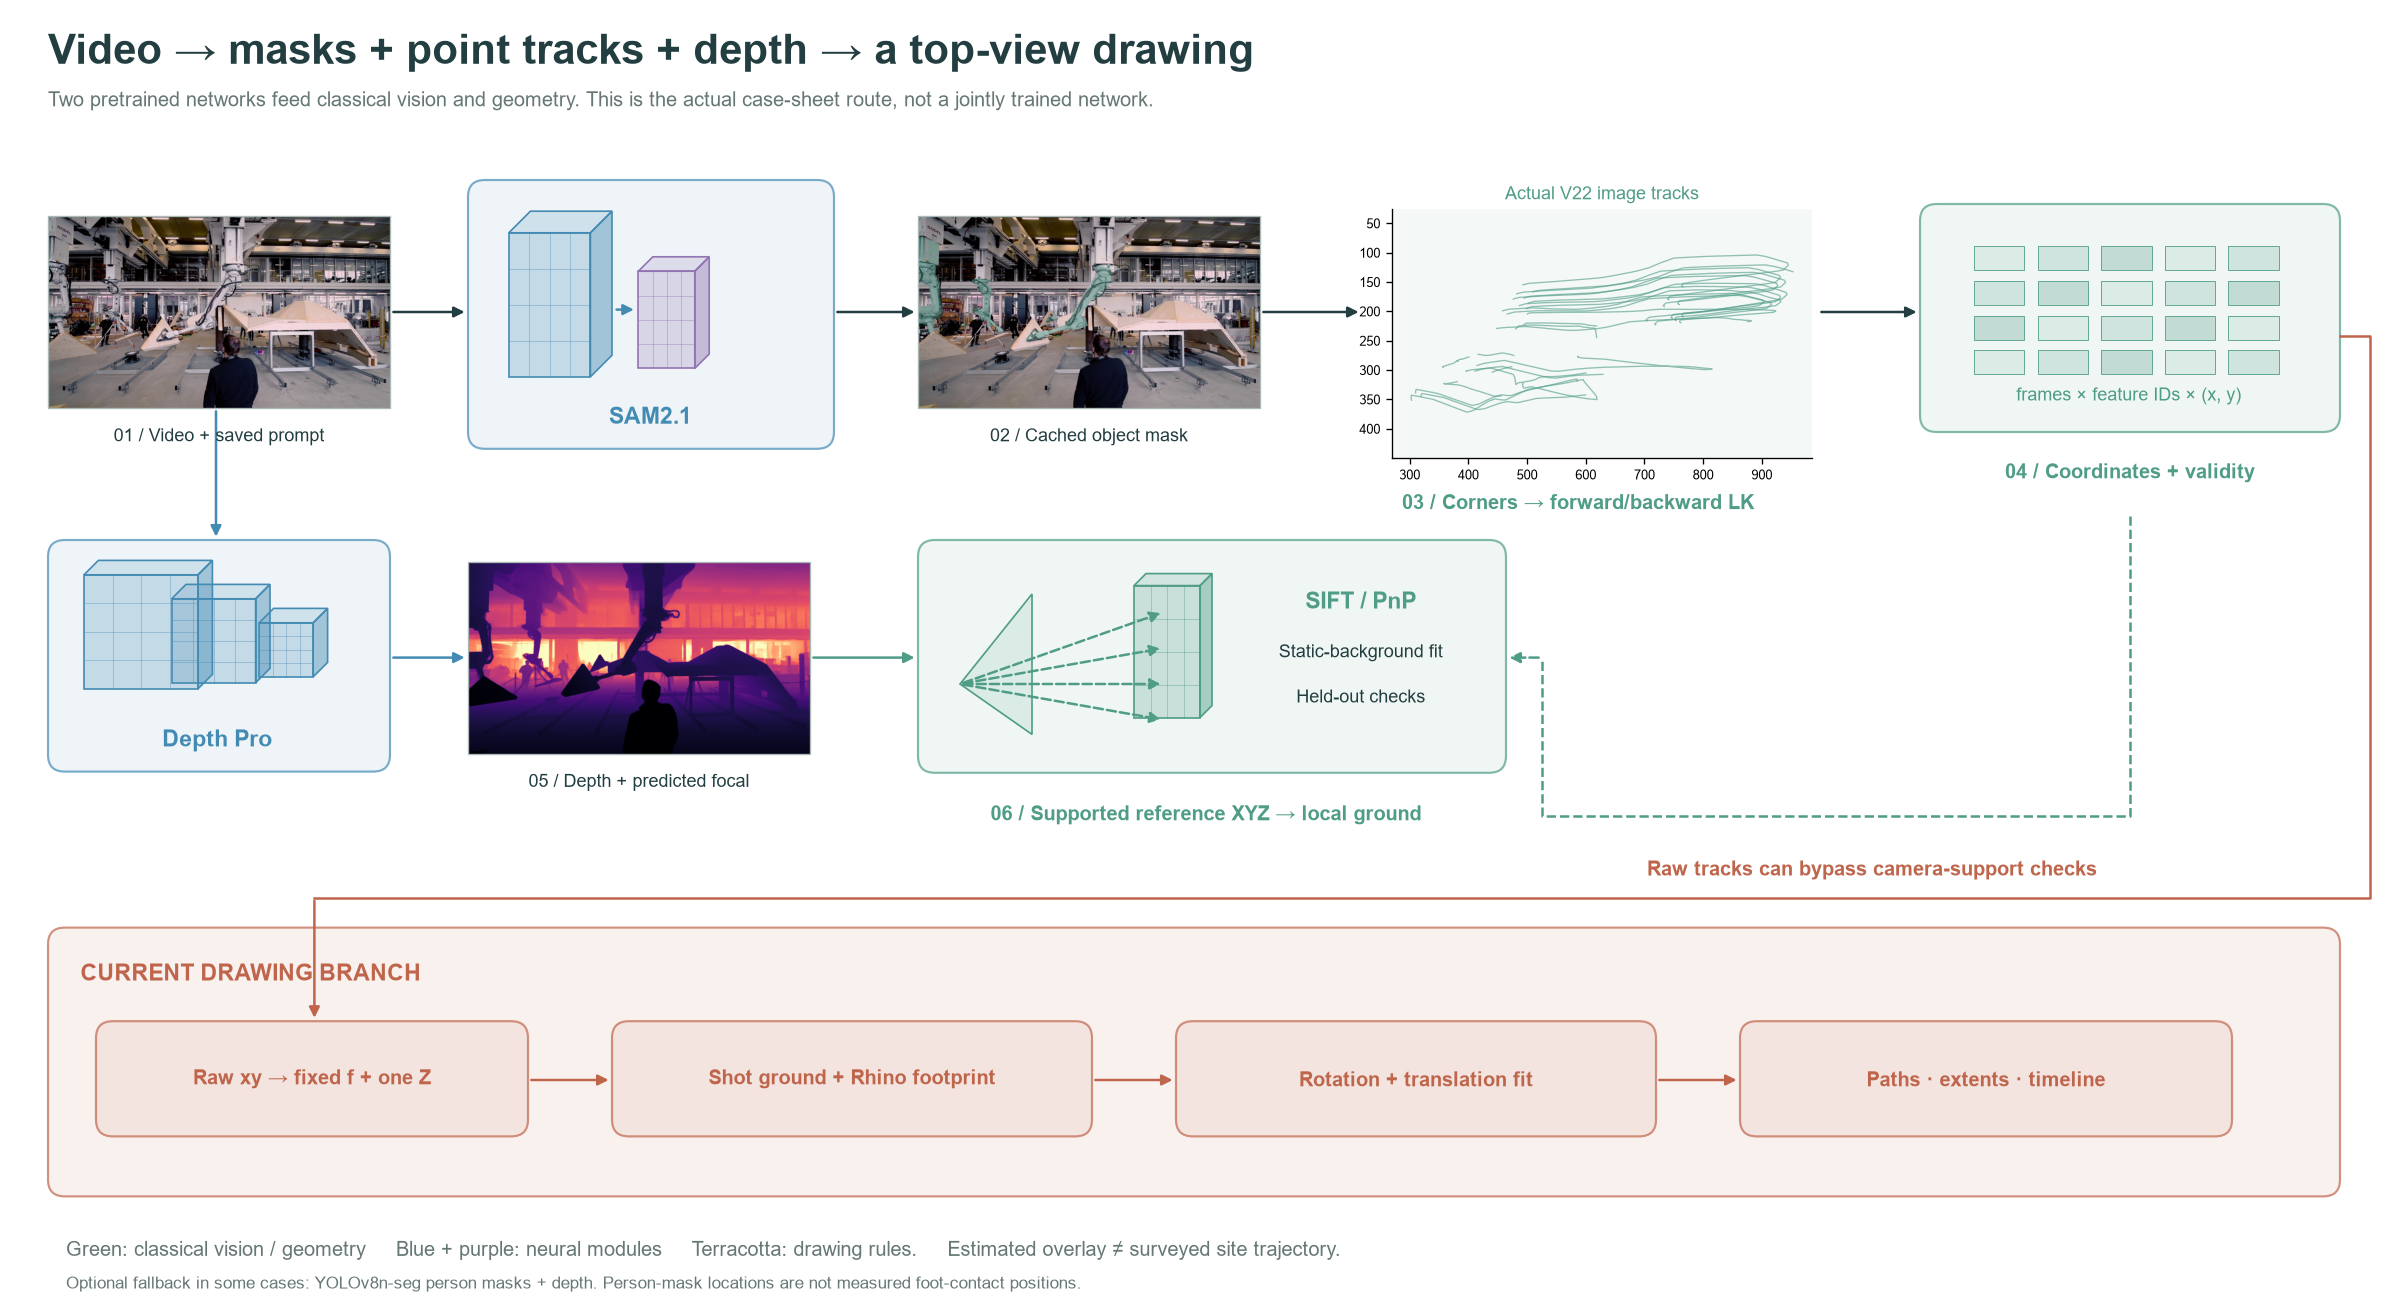 Video → masks + point tracks + depth → a top-view drawing
Two pretrained networks feed classical vision and geometry. This is the actual case-sheet route, not a jointly trained network.
SAM2.1
01 / Video + saved prompt
02 / Cached object mask
Actual V22 image tracks
50
100
150
200
250
300
350
400
300 400 500 600 700 800 900
03 / Corners → forward/backward LK
frames × feature IDs × (x, y)
04 / Coordinates + validity
Depth Pro
05 / Depth + predicted focal
SIFT / PnP
Static-background fit
Held-out checks
06 / Supported reference XYZ → local ground
Raw tracks can bypass camera-support checks
CURRENT DRAWING BRANCH
Raw xy → fixed f + one Z
Shot ground + Rhino footprint
Rotation + translation fit
Paths · extents · timeline
Green: classical vision / geometry Blue + purple: neural modules Terracotta: drawing rules. Estimated overlay ≠ surveyed site trajectory.
Optional fallback in some cases: YOLOv8n-seg person masks + depth. Person-mask locations are not measured foot-contact positions.